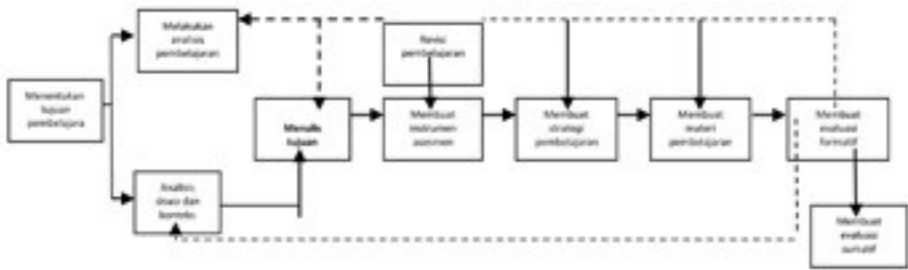 Melakukan
analisis
pembelajaran
Revisi
pembelajaran
Menentukan
tujuan
pembelajara
Menulis
tujuan
Membuat
instrumen
asesmen
Membuat
strategi
pembelajaran
Membuat
materi
pembelajaran
Membuat
evaluasi
formatif
Analisis
siswa dan
konteks
Membuat
evaluasi
sumatif